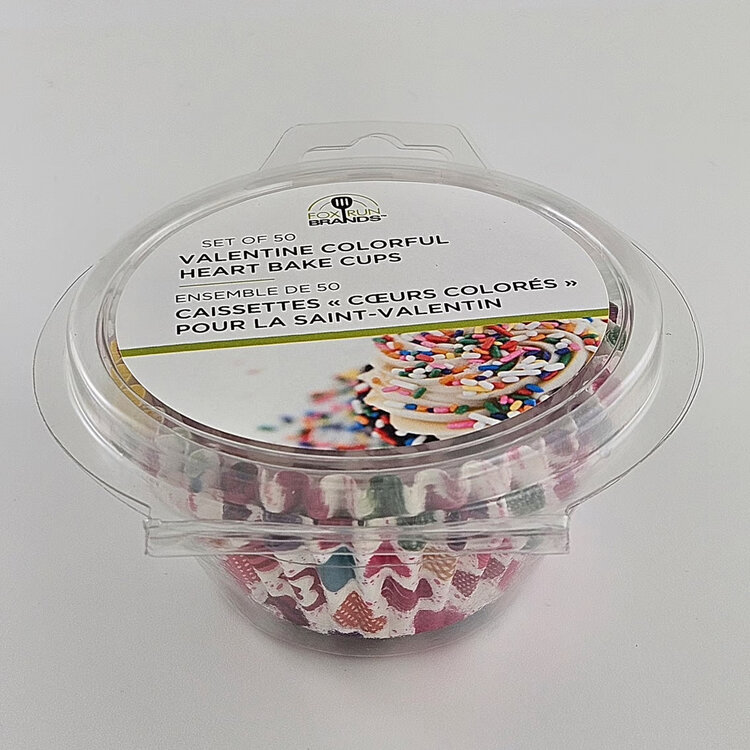 FOX RUN
BRANDS™
SET OF 50
VALENTINE COLORFUL
HEART BAKE CUPS
ENSEMBLE DE 50
CAISSETTES « CŒURS COLORÉS »
POUR LA SAINT-VALENTIN